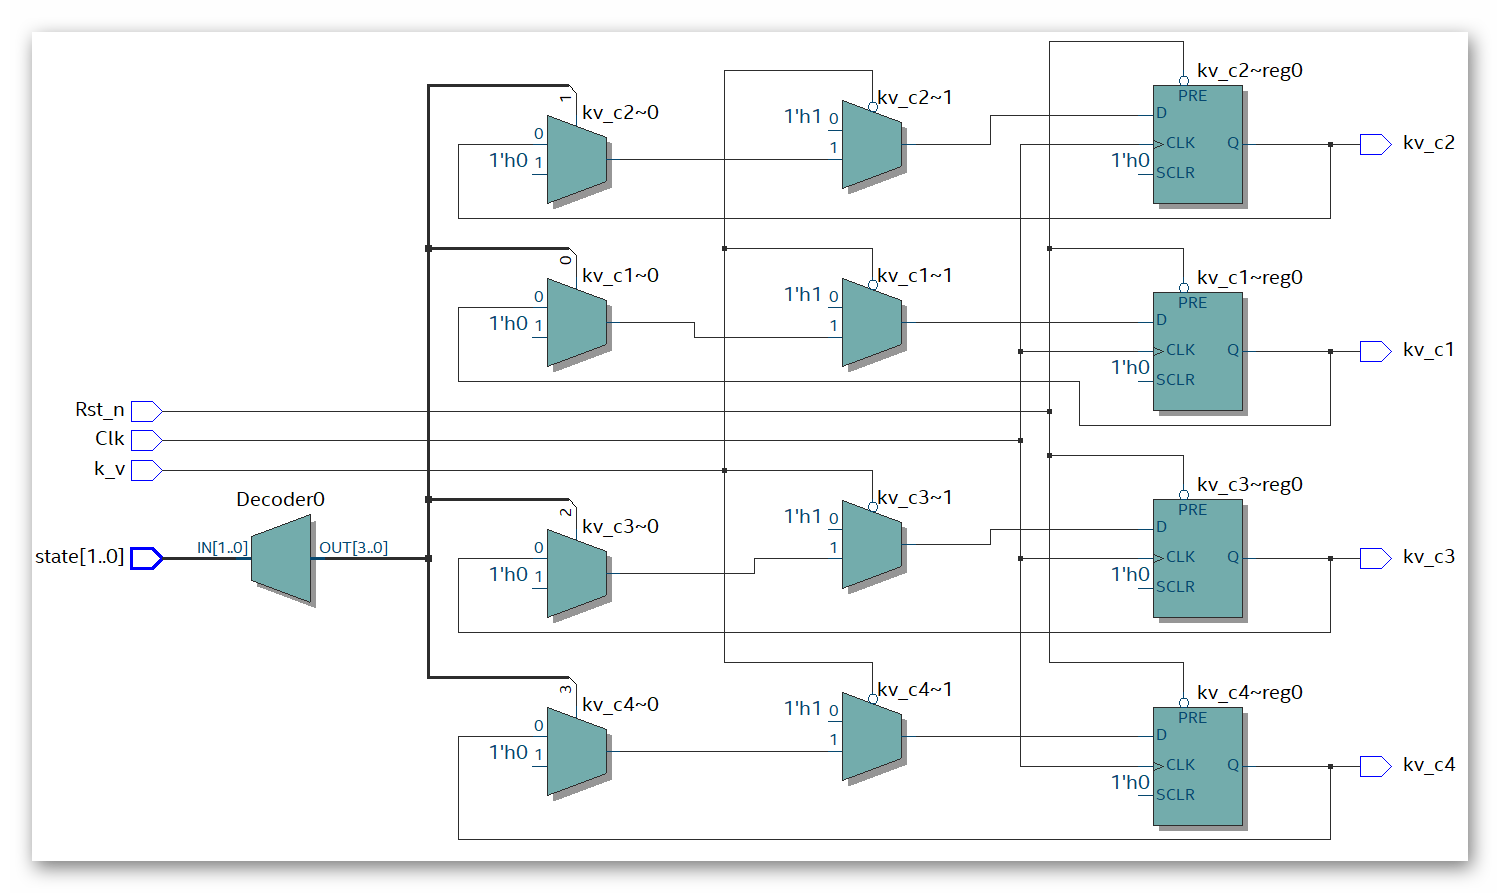 kv_c2~reg0
1
kv_c2~0
kv_c2~1
PRE
0
1'h0 1
1'h1 0
1
D
CLK
Q
1'h0
SCLR
kv_c2
0
kv_c1~0
kv_c1~1
kv_c1~reg0
PRE
0
1'h0 1
1'h1 0
1
D
CLK
Q
1'h0
SCLR
kv_c1
Rst_n
Clk
k_v
Decoder0
state[1..0]
IN[1..0]
OUT[3..0]
2
kv_c3~0
kv_c3~1
kv_c3~reg0
PRE
0
1'h0 1
1'h1 0
1
D
CLK
Q
1'h0
SCLR
kv_c3
3
kv_c4~0
kv_c4~1
kv_c4~reg0
PRE
0
1'h0 1
1'h1 0
1
D
CLK
Q
1'h0
SCLR
kv_c4